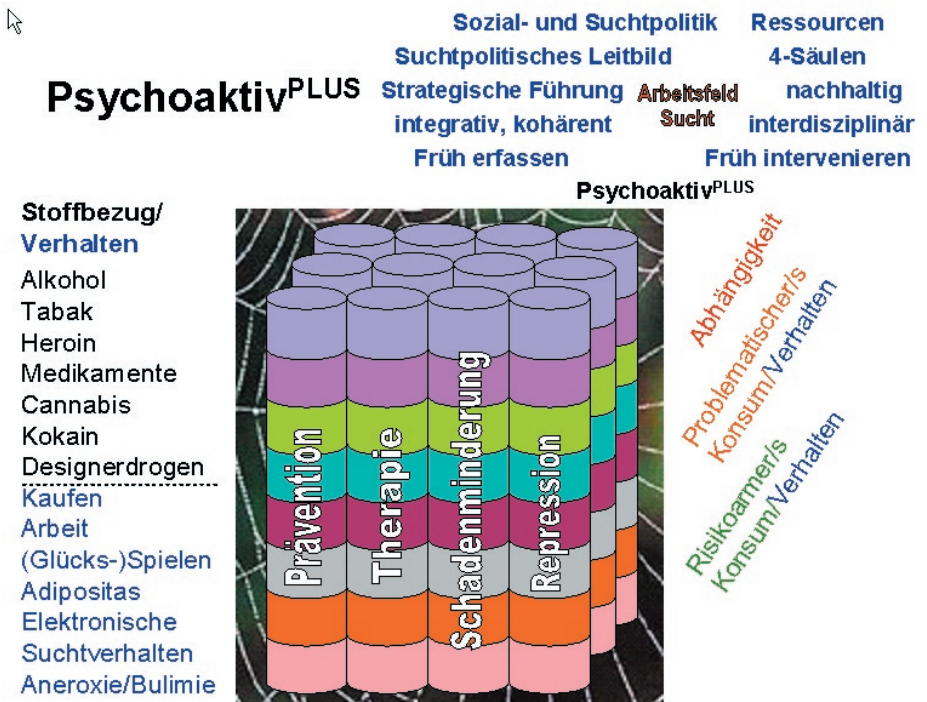 Psychoaktiv^PLUS
Sozial- und Suchtpolitik Ressourcen
Suchtpolitisches Leitbild 4-Säulen
Strategische Führung Arbeitsfeld nachhaltig
Sucht
integrativ, kohärent interdisziplinär
Früh erfassen Früh intervenieren
Psychoaktiv^PLUS
Stoffbezug/
Verhalten
Alkohol
Tabak
Heroin
Medikamente
Cannabis
Kokain
Designerdrogen
Kaufen
Arbeit
(Glücks-)Spielen
Adipositas
Elektronische
Suchtverhalten
Aneroxie/Bulimie
Prävention
Therapie
Schadenminderung
Repression
Abhängigkeit
Problematischer/s
Konsum/Verhalten
Risikoarmer/s
Konsum/Verhalten